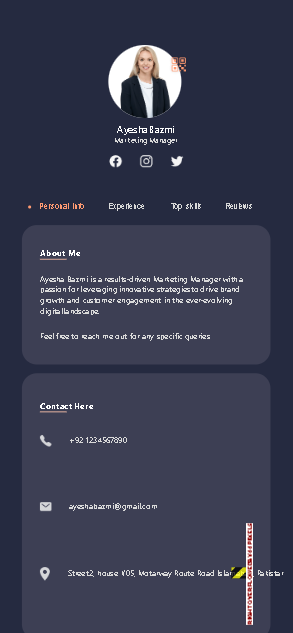 Ayesha Bazmi
Marketing Manager
Personal Info
Experience
Top skills
Reviews
About Me
Ayesha Bazmi is a results-driven Marketing Manager with a
passion for leveraging innovative strategies to drive brand
growth and customer engagement in the ever-evolving
digital landscape.
Feel free to reach me out for any specific queries
Contact Here
+92 1234567890
ayeshabazmi@gmail.com
Street2, house #05, Motorway Route Road Pakistan